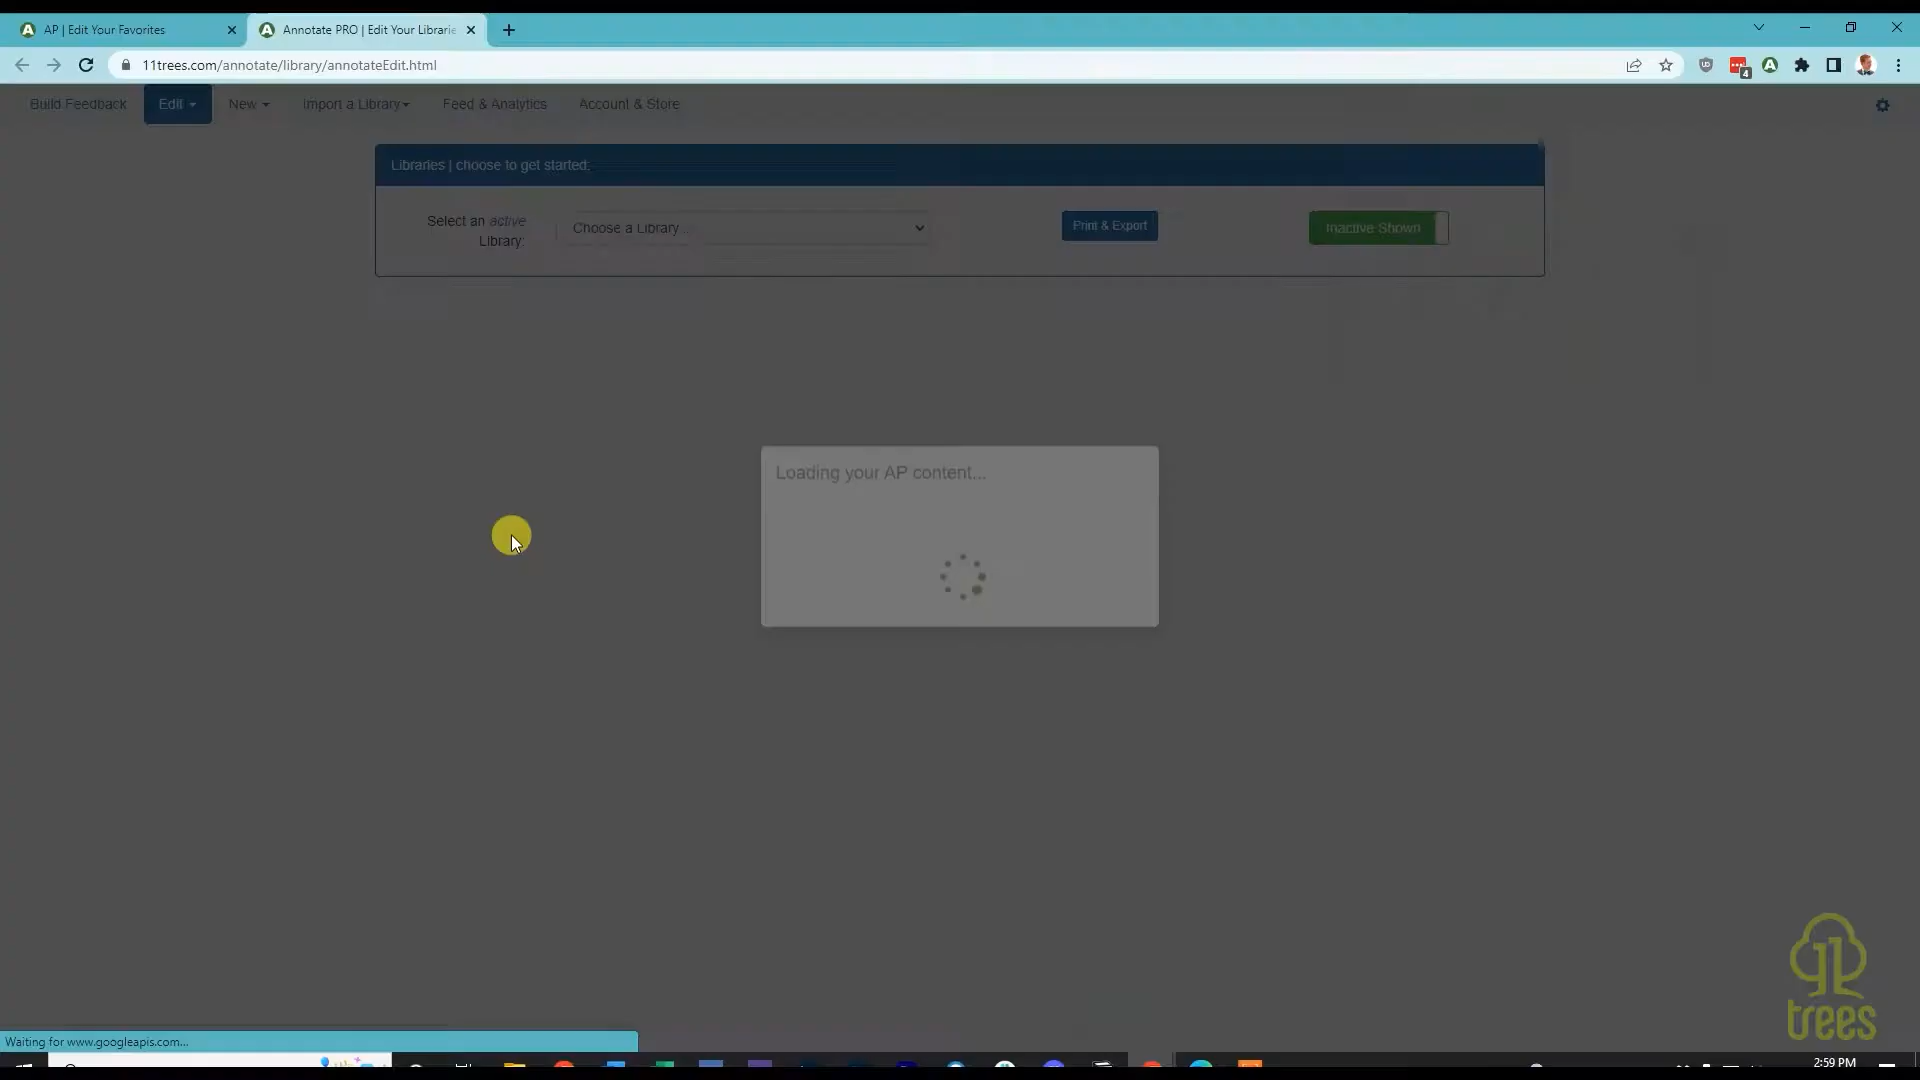 AP | Edit Your Favorites
Annotate PRO | Edit Your Librarie
11trees.com/annotate/library/annotateEdit.html
4
Build Feedback
Edit
New
Import a Library
Feed & Analytics
Account & Store
Libraries | choose to get started:
Select an active
Library:
Choose a Library...
Print & Export
Inactive Shown
Loading your AP content...
11
trees
Waiting for www.googleapis.com...
2:59 PM